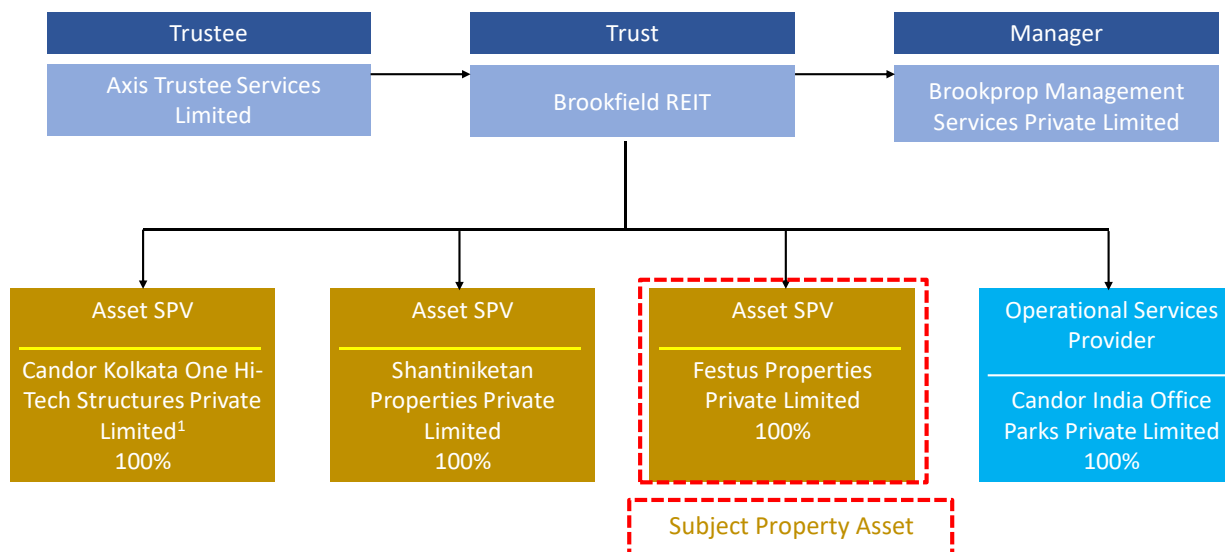 Trustee
Trust
Manager
Axis Trustee Services
Limited
Brookfield REIT
Brookprop Management
Services Private Limited
Asset SPV
Candor Kolkata One Hi-
Tech Structures Private
Limited1
100%
Asset SPV
Shantiniketan
Properties Private
Limited
100%
Asset SPV
Festus Properties
Private Limited
100%
Operational Services
Provider
Candor India Office
Parks Private Limited
100%
Subject Property Asset